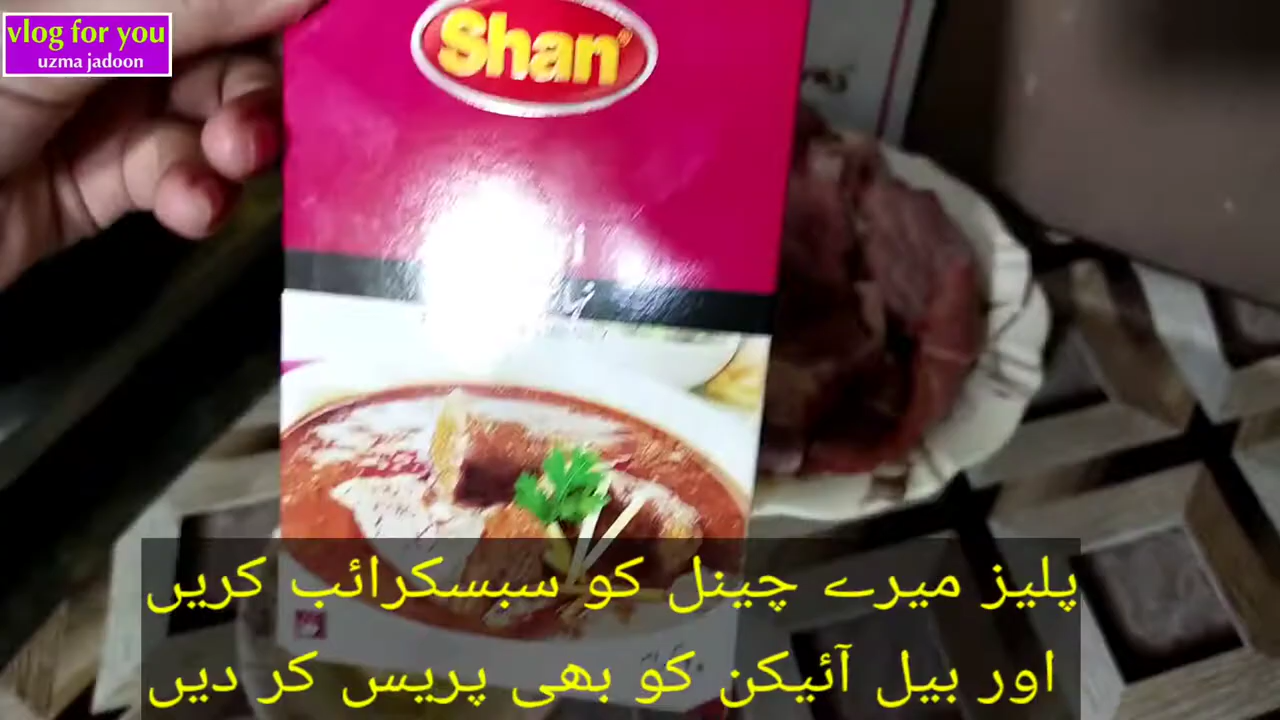 vlog for you
uzma jadoon
Shan
پلیز میرے چینل کو سبسکرائب کریں
اور بیل آئیکن کو بھی پریس کر دیں